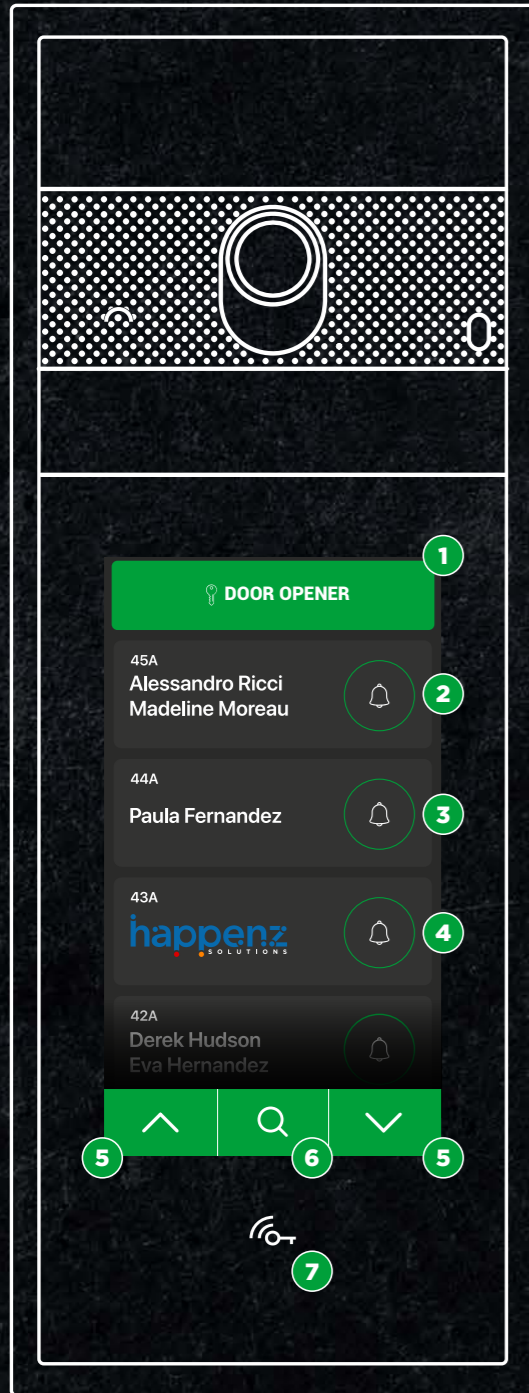 1
DOOR OPENER
45A
Alessandro Ricci
Madeline Moreau
2
44A
Paula Fernandez
3
43A
happenz
SOLUTIONS
4
42A
Derek Hudson
Eva Hernandez
5
6
5
7